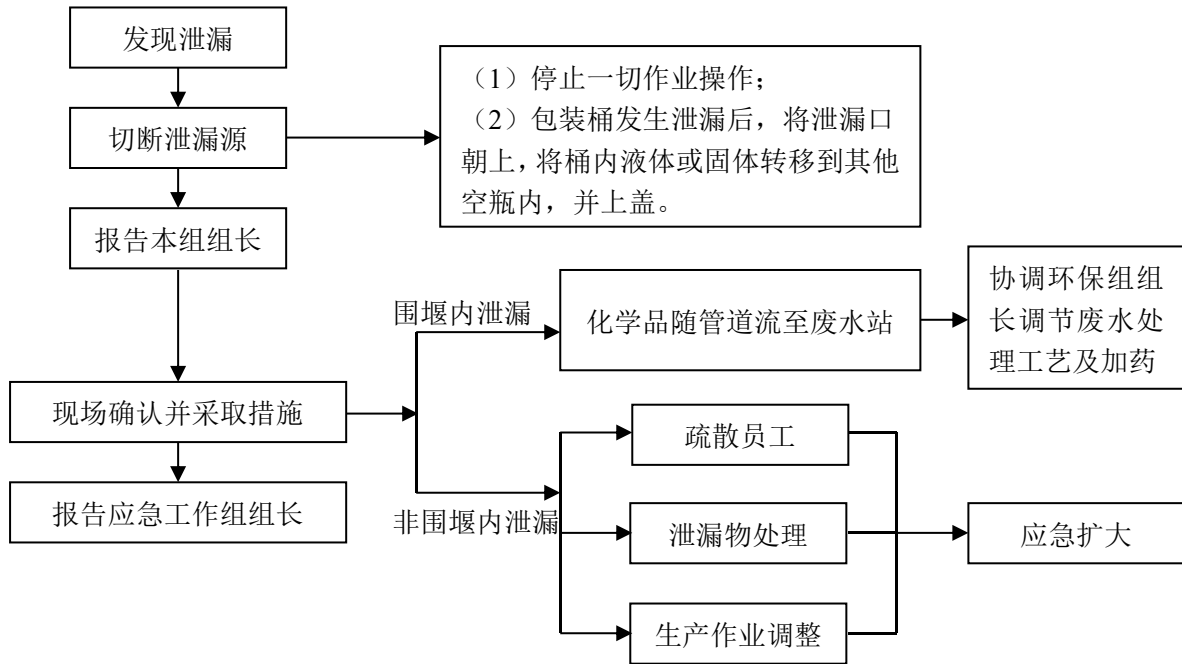 发现泄漏
切断泄漏源
（1）停止一切作业操作；
（2）包装桶发生泄漏后，将泄漏口
朝上，将桶内液体或固体转移到其他
空瓶内，并上盖。
报告本组组长
现场确认并采取措施
报告应急工作组组长
围堰内泄漏
化学品随管道流至废水站
协调环保组组
长调节废水处
理工艺及加药
非围堰内泄漏
疏散员工
泄漏物处理
生产作业调整
应急扩大